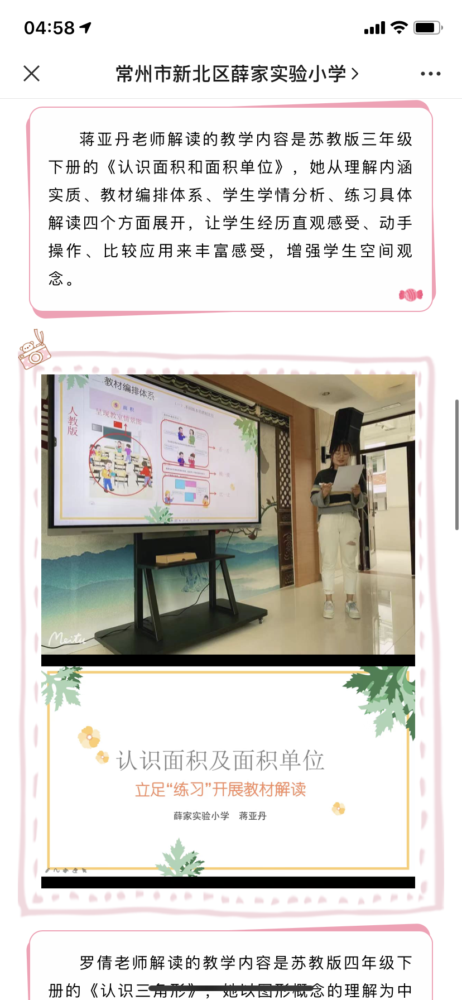 04:58
常州市新北区薛家实验小学
蒋亚丹老师解读的教学内容是苏教版三年级
下册的《认识面积和面积单位》，她从理解内涵
实质、教材编排体系、学生学情分析、练习具体
解读四个方面展开，让学生经历直观感受、动手
操作、比较应用来丰富感受，增强学生空间观
念。
教材编排体系
面积
呈现教室情景图
人教版
Meitu
认识面积及面积单位
立足“练习”开展教材解读
薛家实验小学 蒋亚丹
罗倩老师解读的教学内容是苏教版四年级下
册的《认识三角形》，她以图形概念的理解为中